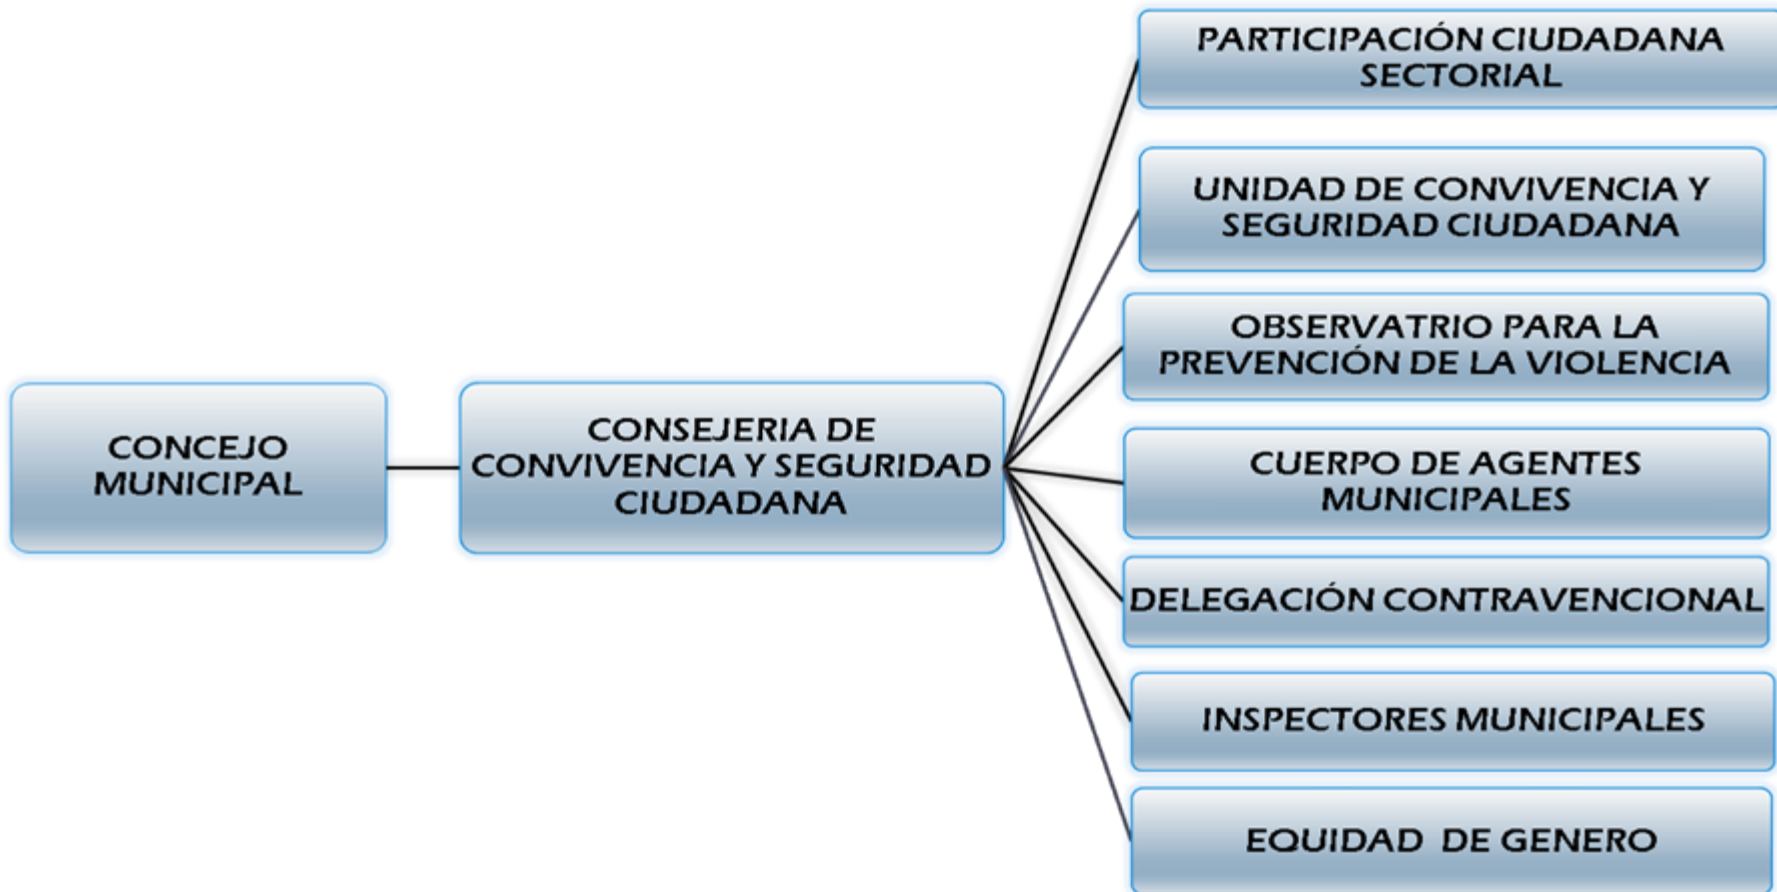 PARTICIPACIÓN CIUDADANA
SECTORIAL
UNIDAD DE CONVIVENCIA Y
SEGURIDAD CIUDADANA
OBSERVATRIO PARA LA
PREVENCIÓN DE LA VIOLENCIA
CONCEJO
MUNICIPAL
CONSEJERIA DE
CONVIVENCIA Y SEGURIDAD
CIUDADANA
CUERPO DE AGENTES
MUNICIPALES
DELEGACIÓN CONTRAVENCIONAL
INSPECTORES MUNICIPALES
EQUIDAD DE GENERO